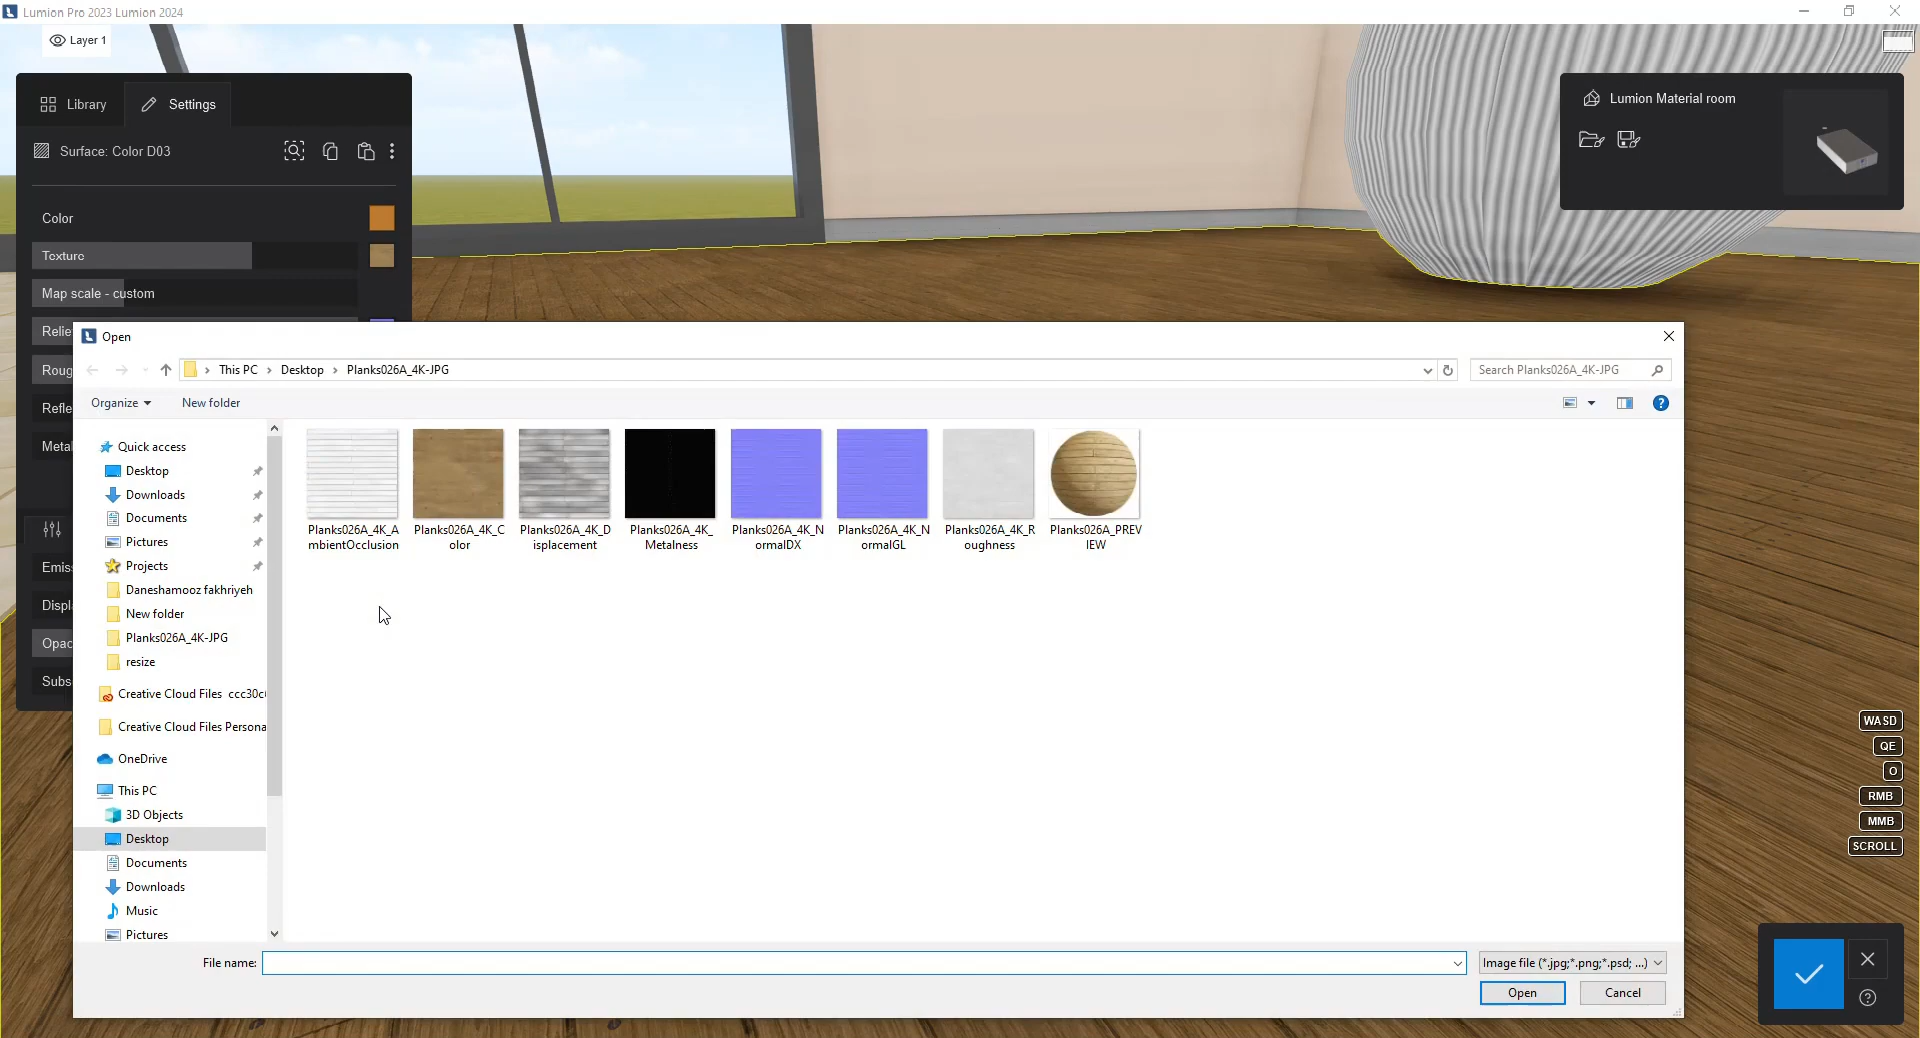 Lumion Pro 2023 Lumion 2024
Layer 1
Library
Settings
Surface: Color D03
Color
Texture
Map scale - custom
Relie
Roug
Refle
Metal
Emiss
Displ
Opac
Subs
Lumion Material room
Open
This PC
Desktop
Planks026A_4K-JPG
Search Planks026A_4K-JPG
Organize
New folder
Quick access
Desktop
Downloads
Documents
Pictures
Projects
Daneshamooz fakhriyeh
New folder
Planks026A_4K-JPG
resize
Creative Cloud Files ccc30c
Creative Cloud Files Persona
OneDrive
This PC
3D Objects
Desktop
Documents
Downloads
Music
Pictures
Planks026A_4K_A
mbientOcclusion
Planks026A_4K_C
olor
Planks026A_4K_D
isplacement
Planks026A_4K_
Metalness
Planks026A_4K_N
ormalDX
Planks026A_4K_N
ormalGL
Planks026A_4K_R
oughness
Planks026A_PREV
IEW
File name:
Image file (*.jpg;*.png;*.psd; ...)
Open
Cancel
WASD
QE
O
RMB
MMB
SCROLL